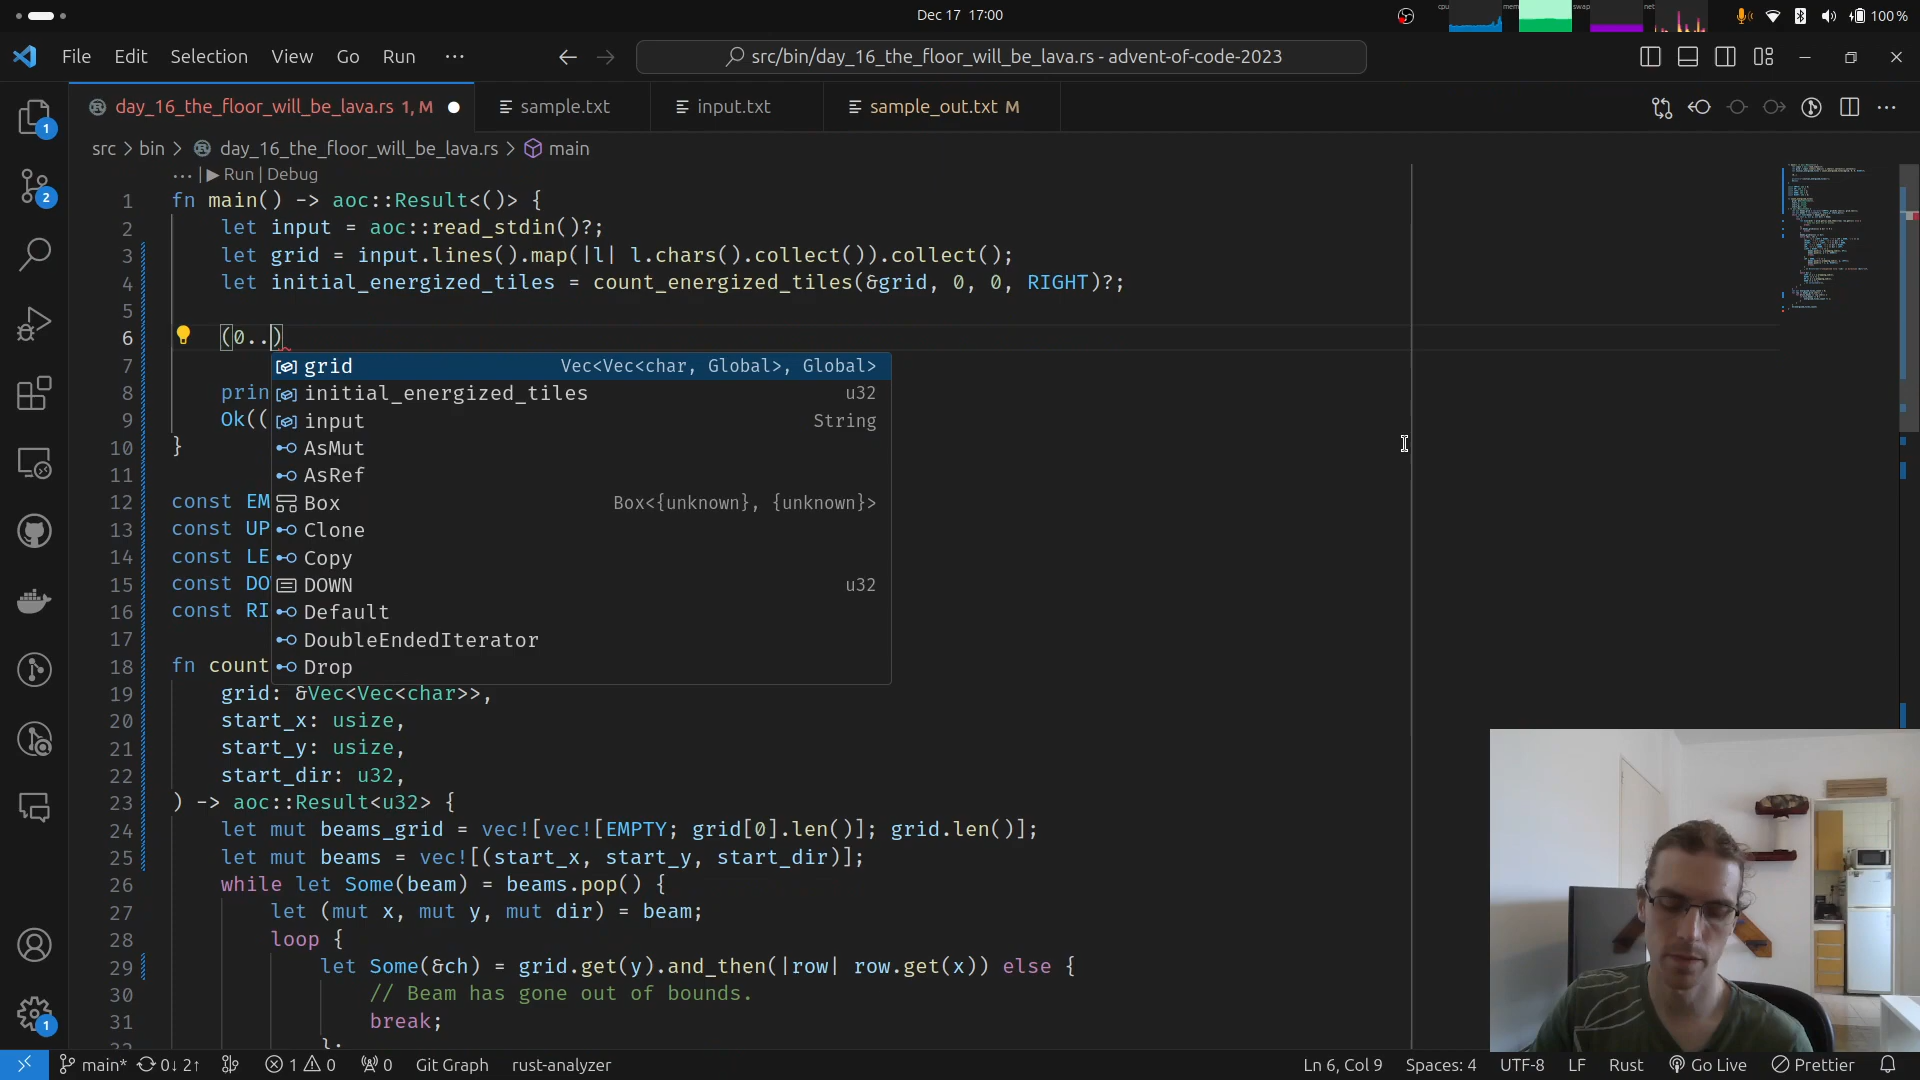 Dec 17 17:00
cpu
mem
swap
net
100 %
File Edit Selection View Go Run ···
src/bin/day_16_the_floor_will_be_lava.rs - advent-of-code-2023
day_16_the_floor_will_be_lava.rs 1, M
sample.txt
input.txt
sample_out.txt M
src > bin > day_16_the_floor_will_be_lava.rs > main
··· | ▶ Run | Debug
1 fn main() -> aoc::Result<()> {
2 let input = aoc::read_stdin()?;
3 let grid = input.lines().map(|l| l.chars().collect()).collect();
4 let initial_energized_tiles = count_energized_tiles(&grid, 0, 0, RIGHT)?;
5
6 (0..)
7
8 prin
9 Ok((
10 }
11
12 const EM
13 const UP
14 const LE
15 const DO
16 const RI
17
18 fn count
grid Vec<Vec<char, Global>, Global>
initial_energized_tiles u32
input String
AsMut
AsRef
Box Box<{unknown}, {unknown}>
Clone
Copy
DOWN u32
Default
DoubleEndedIterator
Drop
19 grid: &Vec<Vec<char>>,
20 start_x: usize,
21 start_y: usize,
22 start_dir: u32,
23 ) -> aoc::Result<u32> {
24 let mut beams_grid = vec![vec![EMPTY; grid[0].len()]; grid.len()];
25 let mut beams = vec![(start_x, start_y, start_dir)];
26 while let Some(beam) = beams.pop() {
27 let (mut x, mut y, mut dir) = beam;
28 loop {
29 let Some(&ch) = grid.get(y).and_then(|row| row.get(x)) else {
30 // Beam has gone out of bounds.
31 break;
32 };
1
2
1
main* 0↓ 2↑ 1 0 0 Git Graph rust-analyzer
Ln 6, Col 9 Spaces: 4 UTF-8 LF Rust Go Live Prettier